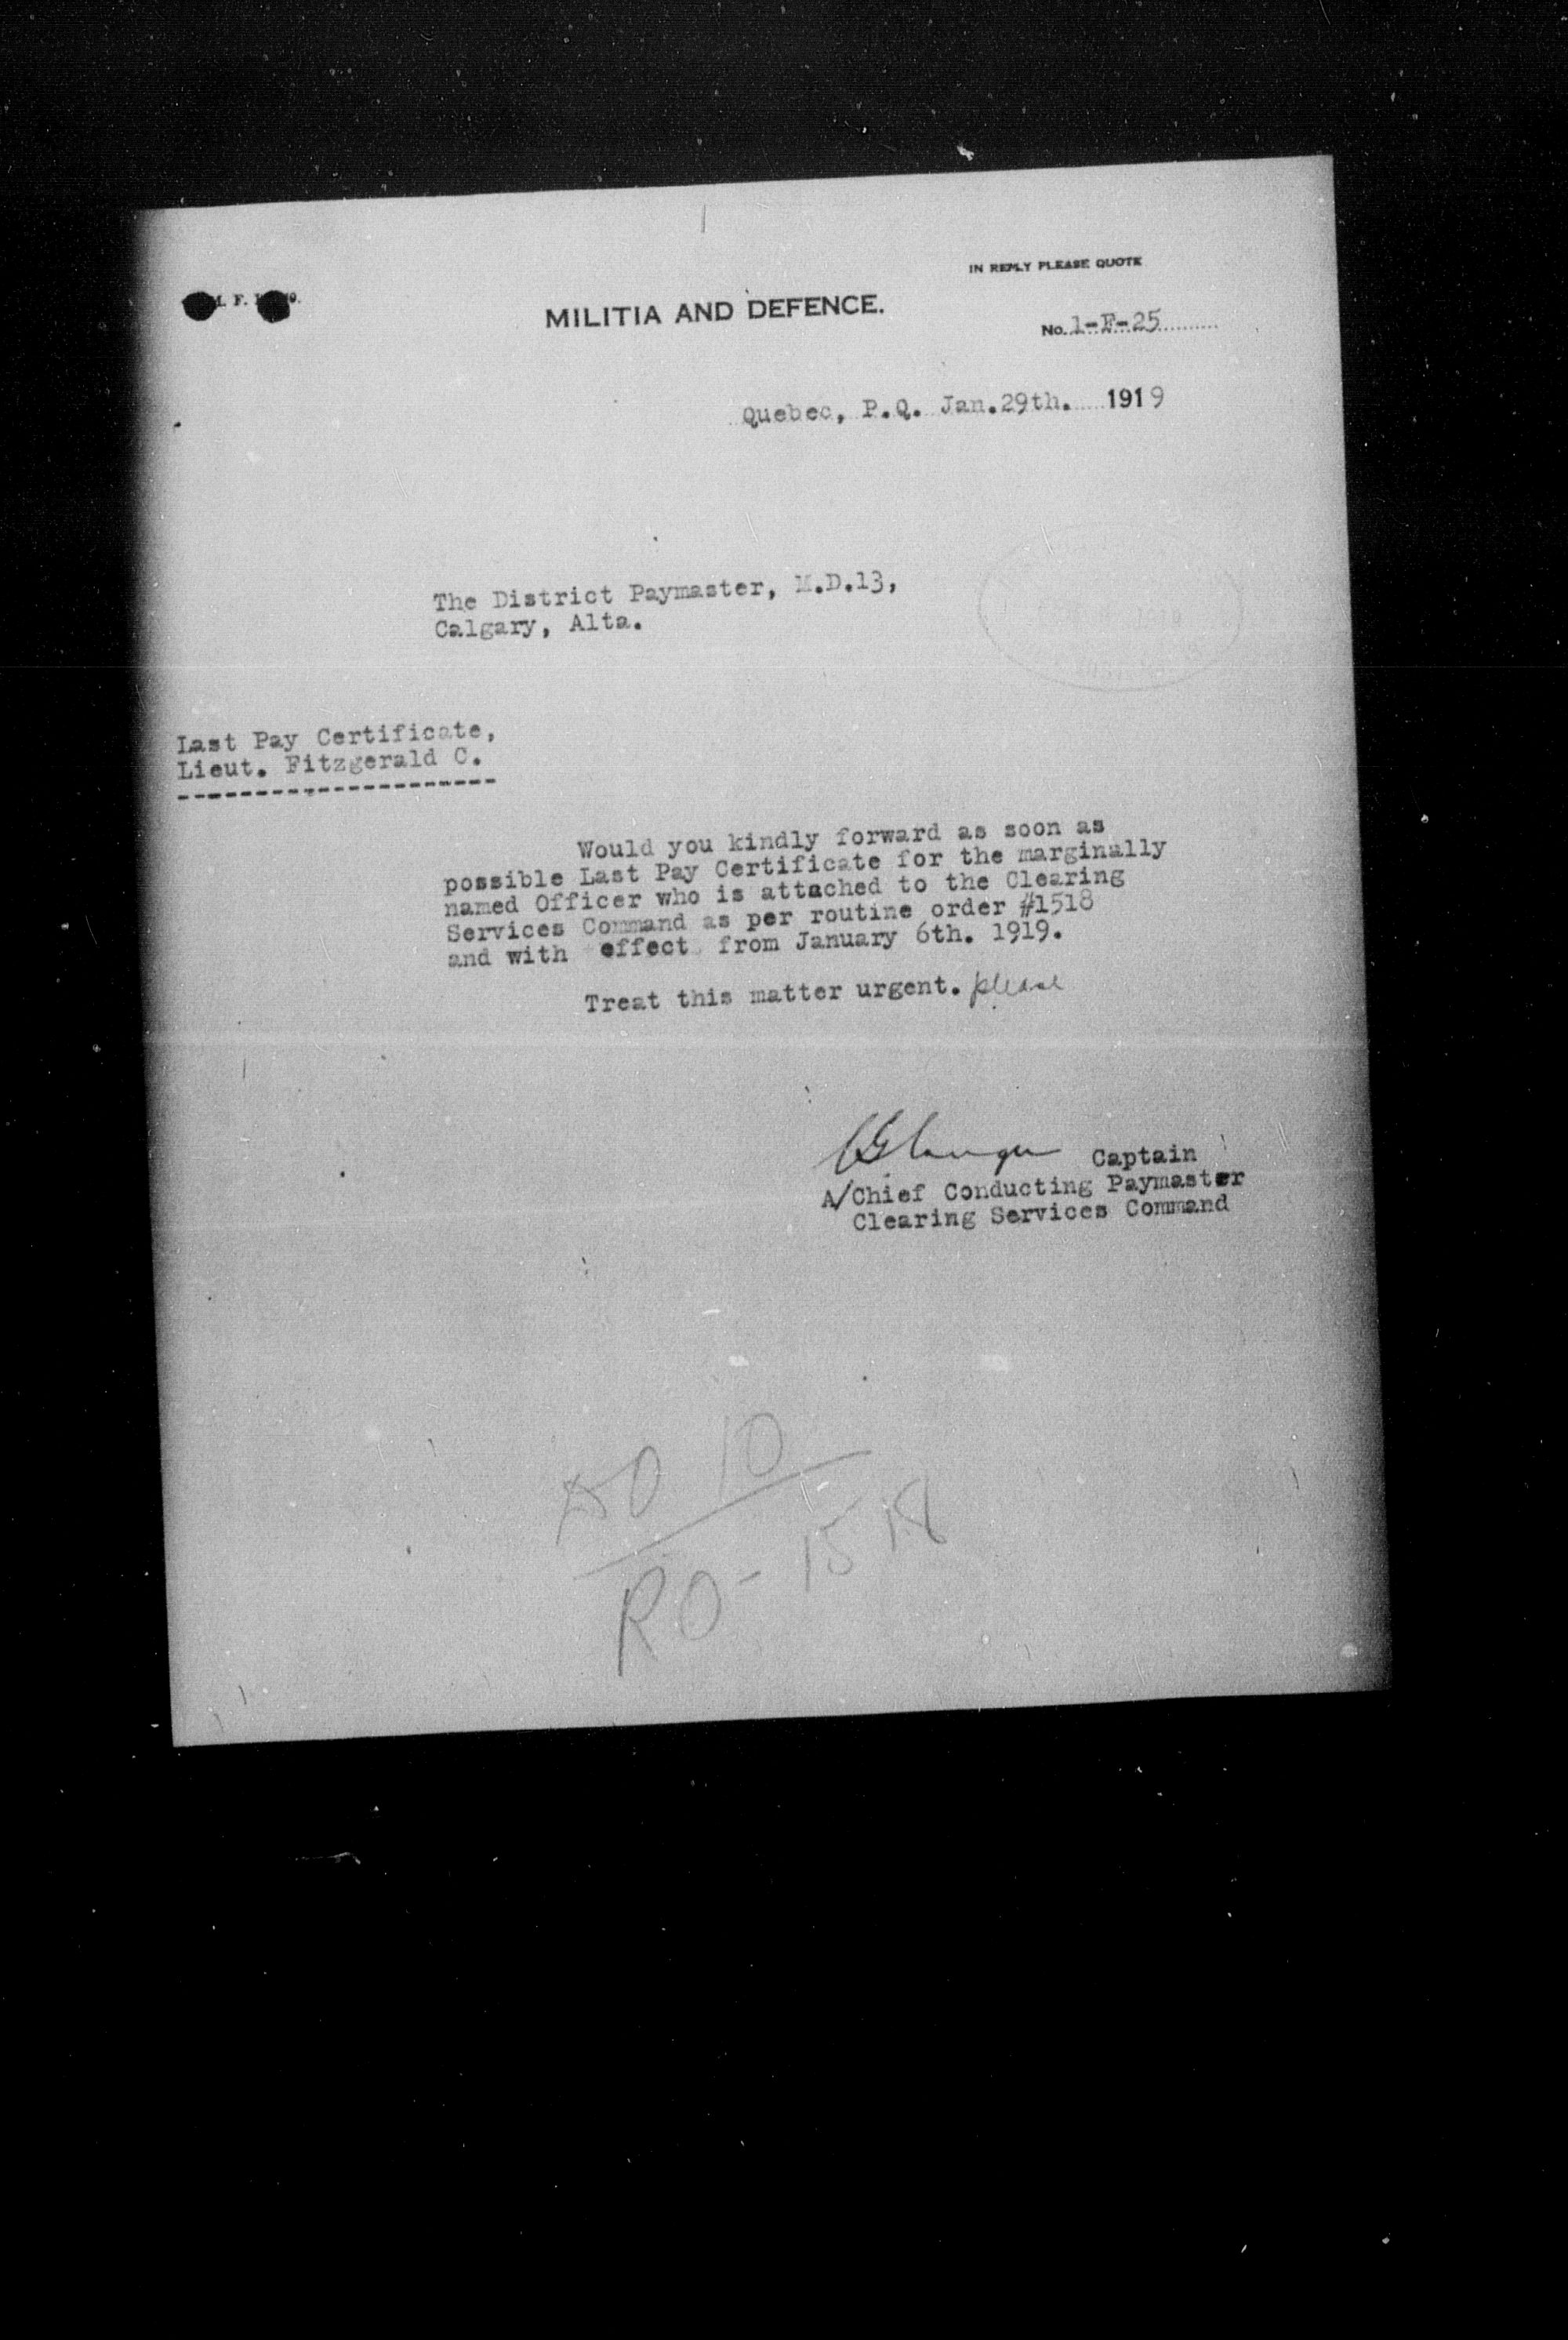 IN REPLY PLEASE QUOTE
MILITIA AND DEFENCE.
No. 1-F-25
Quebec, P.Q. Jan.29th. 1919
The District Paymaster, M.D.13,
Calgary, Alta.
Last Pay Certificate,
Lieut. Fitzgerald C.
Would you kindly forward as soon as
possible Last Pay Certificate for the marginally
named Officer who is attached to the Clearing
Services Command as per routine order #1518
and with effect from January 6th. 1919.
Treat this matter urgent. please
Captain
A/Chief Conducting Paymaster
Clearing Services Command
10
RO - 1518